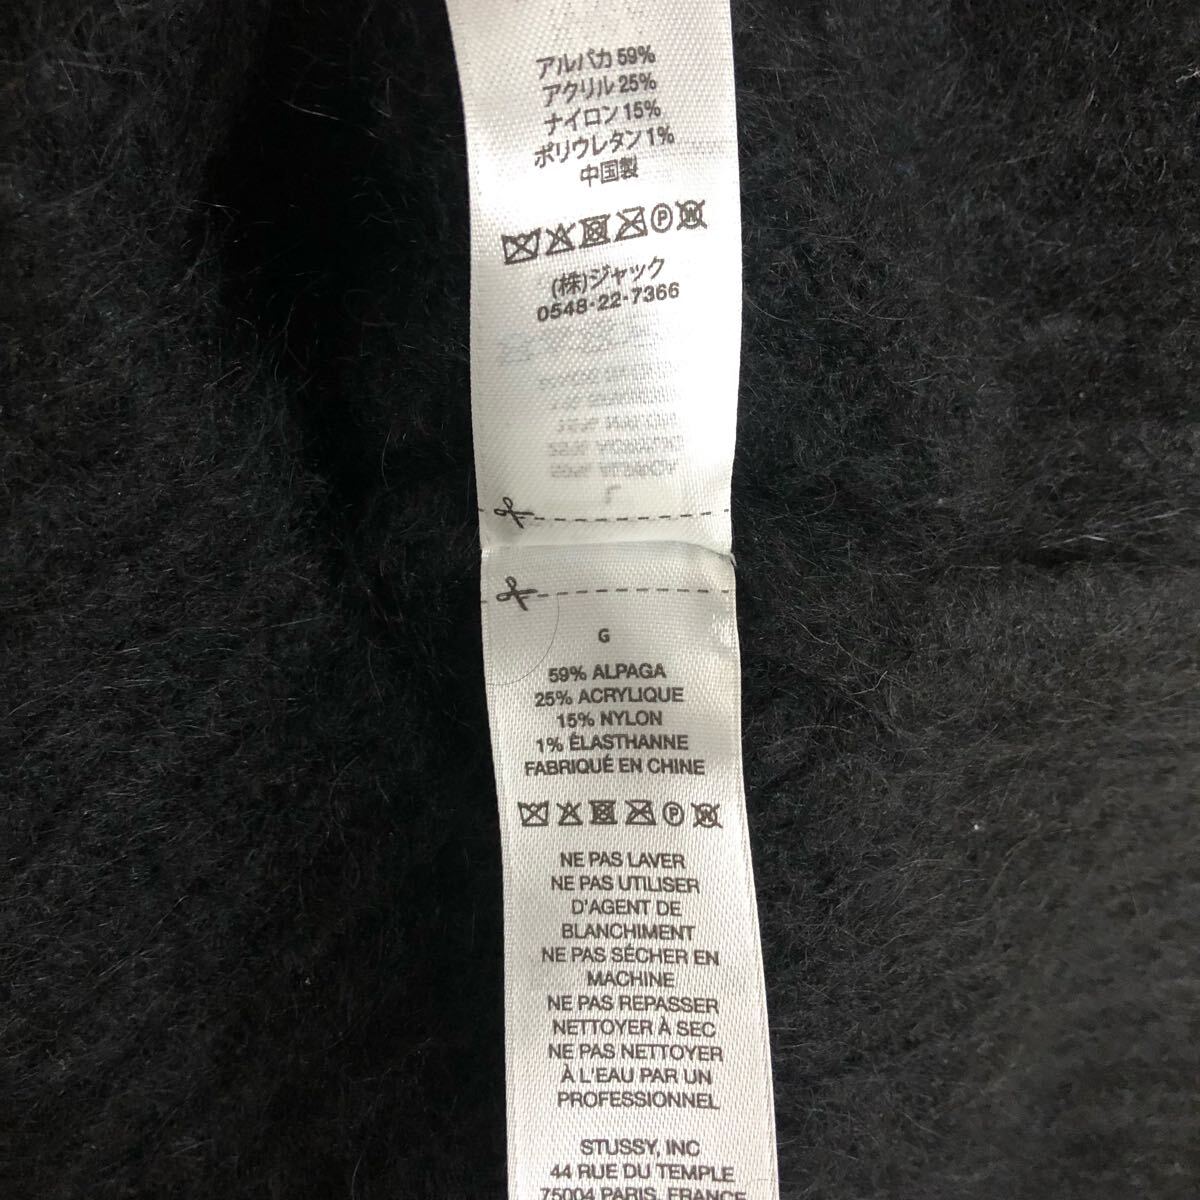 アルパカ 59%
アクリル 25%
ナイロン 15%
ポリウレタン 1%
中国製
(株)ジャック
0548-22-7366
G
59% ALPAGA
25% ACRYLIQUE
15% NYLON
1% ÉLASTHANNE
FABRIQUÉ EN CHINE
NE PAS LAVER
NE PAS UTILISER
D'AGENT DE
BLANCHIMENT
NE PAS SÉCHER EN
MACHINE
NE PAS REPASSER
NETTOYER À SEC
NE PAS NETTOYER
À L'EAU PAR UN
PROFESSIONNEL
STUSSY, INC
44 RUE DU TEMPLE
75004 PARIS, FRANCE